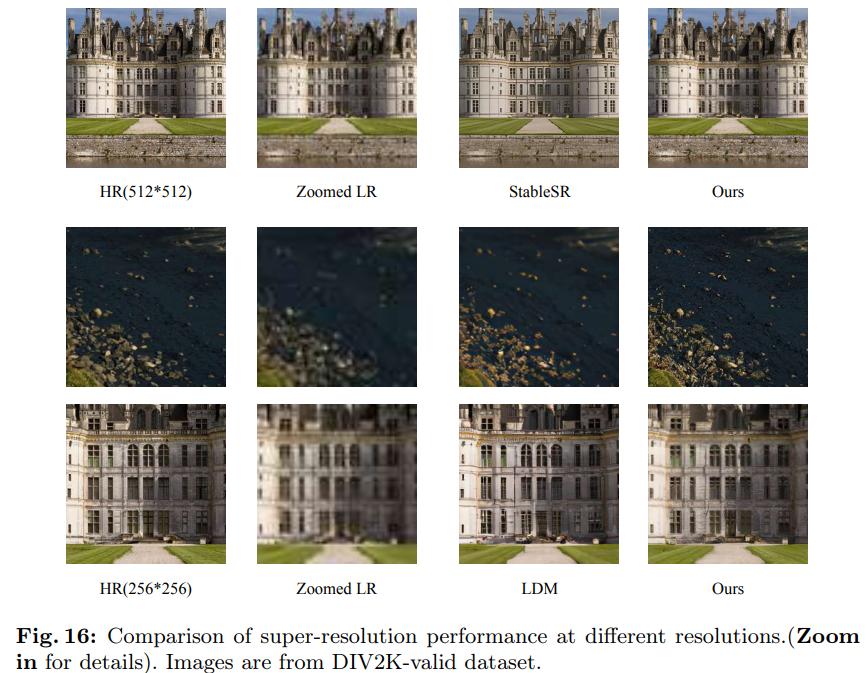 HR(512*512) Zoomed LR StableSR Ours
HR(256*256) Zoomed LR LDM Ours
Fig. 16: Comparison of super-resolution performance at different resolutions.(Zoom
in for details). Images are from DIV2K-valid dataset.